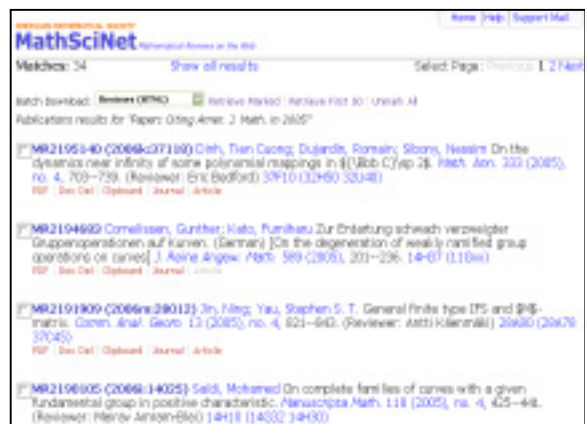 AMERICAN MATHEMATICAL SOCIETY
Home | Help | Support Mail
MathSciNet Mathematical Reviews on the Web
Matches: 34 Show all results Select Page: Previous 1 2 Next
Batch Download: Reviews (HTML) Retrieve Marked | Retrieve First 50 | Unmark All
Publications results for "Papers Citing Amer. J. Math. in 2005"
MR2195140 (2006k:37119) Dinh, Tien Cuong; Dujardin, Romain; Sibony, Nessim On the
dynamics near infinity of some polynomial mappings in $\Bbb C\sp 2$. Math. Ann. 333 (2005),
no. 4, 703–739. (Reviewer: Eric Bedford) 37F10 (32H50 32U40)
PDF | Doc Del | Clipboard | Journal | Article
MR2194693 Cornelissen, Gunther; Kato, Fumiharu Zur Entartung schwach verzweigter
Gruppenoperationen auf Kurven. (German) [On the degeneration of weakly ramified group
operations on curves] J. Reine Angew. Math. 589 (2005), 201–236. 14H37
PDF | Doc Del | Clipboard | Journal | Article
MR2191909 Jin, Ning; Yau, Stephen S. T. General finite type IFS and $M$-
matrix. Comm. Anal. Geom. 13 (2005), no. 4, 821–843. (Reviewer: Antti Käenmäki) 28A80 (28A78
37C45)
PDF | Doc Del | Clipboard | Journal | Article
MR2190105 (2006i:14025) Saïdi, Mohamed On complete families of curves with a given
fundamental group in positive characteristic. Manuscripta Math. 118 (2005), no. 4, 425–441.
(Reviewer: Meirav Amram-Blei) 14H10 (14G32 14H30)